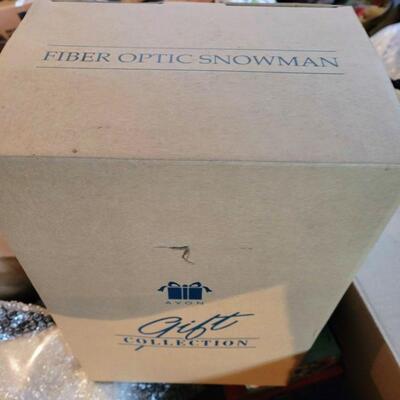 FIBER OPTIC SNOWMAN
AVON
Gift
COLLECTION